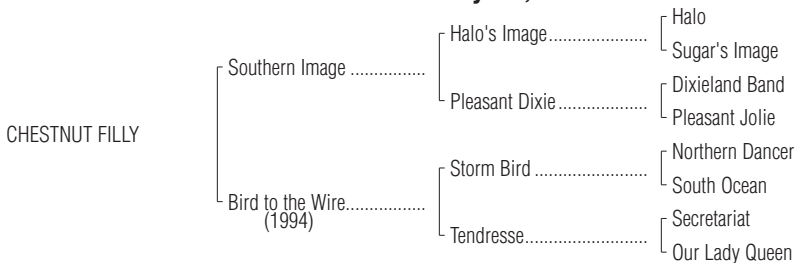 Halo
Halo's Image.....................
Sugar's Image
Southern Image ................
Dixieland Band
Pleasant Dixie...................
Pleasant Jolie
CHESTNUT FILLY
Northern Dancer
Storm Bird ........................
South Ocean
Bird to the Wire.................
(1994)
Secretariat
Tendresse..........................
Our Lady Queen